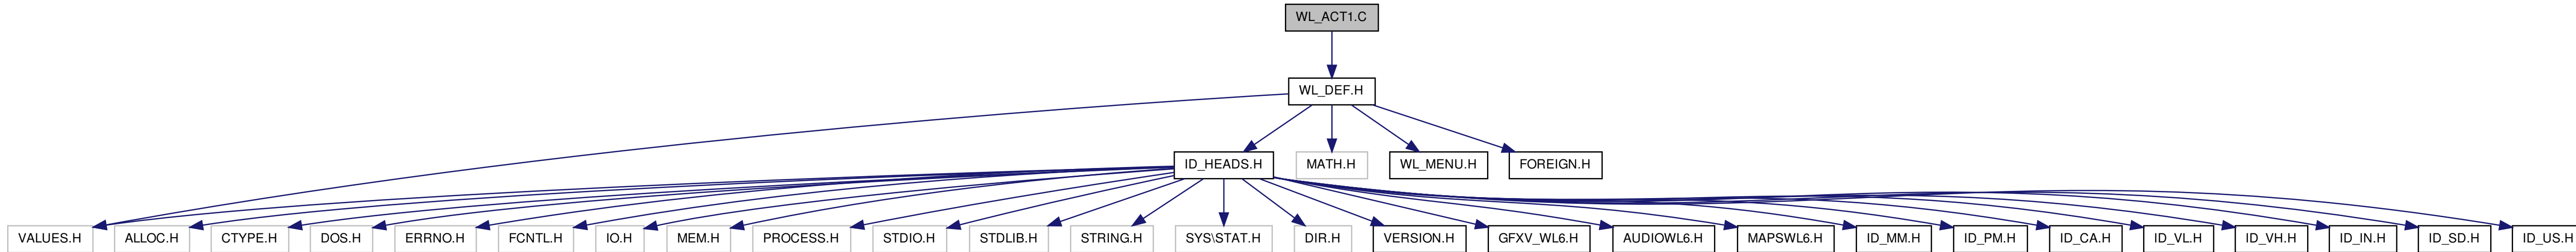 WL_ACT1.C
WL_DEF.H
ID_HEADS.H
MATH.H
WL_MENU.H
FOREIGN.H
VALUES.H
ALLOC.H
CTYPE.H
DOS.H
ERRNO.H
FCNTL.H
IO.H
MEM.H
PROCESS.H
STDIO.H
STDLIB.H
STRING.H
SYS\STAT.H
DIR.H
VERSION.H
GFXV_WL6.H
AUDIOWL6.H
MAPSWL6.H
ID_MM.H
ID_PM.H
ID_CA.H
ID_VL.H
ID_VH.H
ID_IN.H
ID_SD.H
ID_US.H